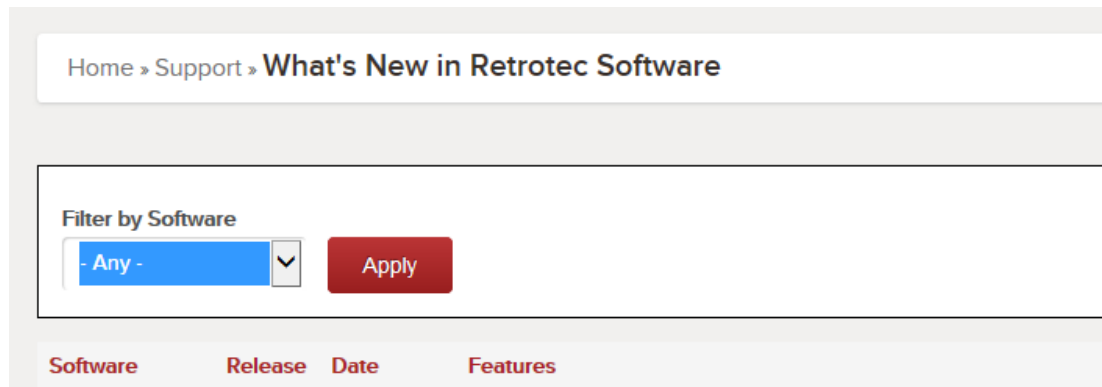 Home » Support » What's New in Retrotec Software
Filter by Software
- Any -
Apply
Software Release Date Features